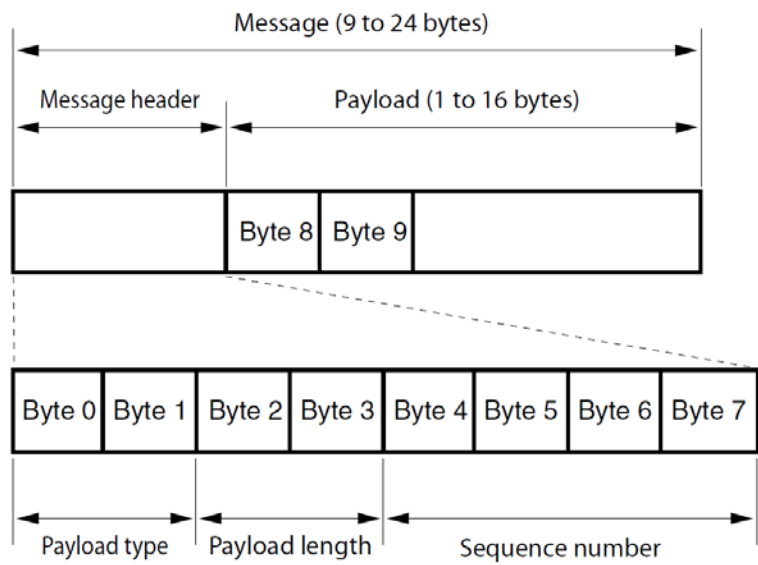 Message (9 to 24 bytes)
Message header Payload (1 to 16 bytes)
Byte 8 Byte 9
Byte 0 Byte 1 Byte 2 Byte 3 Byte 4 Byte 5 Byte 6 Byte 7
Payload type Payload length Sequence number